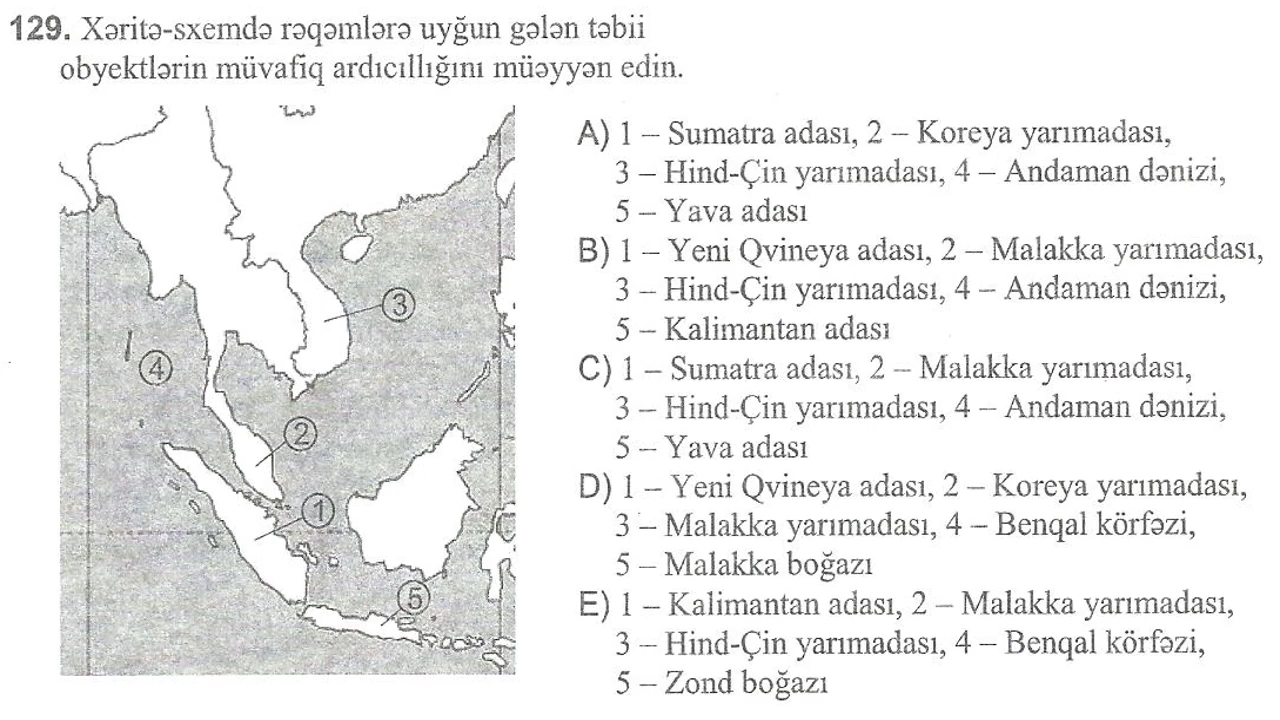 129. Xəritə-sxemdə rəqəmlərə uyğun gələn təbii
obyektlərin müvafiq ardıcıllığını müəyyən edin.
3
4
2
1
5
A) 1 – Sumatra adası, 2 – Koreya yarımadası,
3 – Hind-Çin yarımadası, 4 – Andaman dənizi,
5 – Yava adası
B) 1 – Yeni Qvineya adası, 2 – Malakka yarımadası,
3 – Hind-Çin yarımadası, 4 – Andaman dənizi,
5 – Kalimantan adası
C) 1 – Sumatra adası, 2 – Malakka yarımadası,
3 – Hind-Çin yarımadası, 4 – Andaman dənizi,
5 – Yava adası
D) 1 – Yeni Qvineya adası, 2 – Koreya yarımadası,
3 – Malakka yarımadası, 4 – Benqal körfəzi,
5 – Malakka boğazı
E) 1 – Kalimantan adası, 2 – Malakka yarımadası,
3 – Hind-Çin yarımadası, 4 – Benqal körfəzi,
5 – Zond boğazı